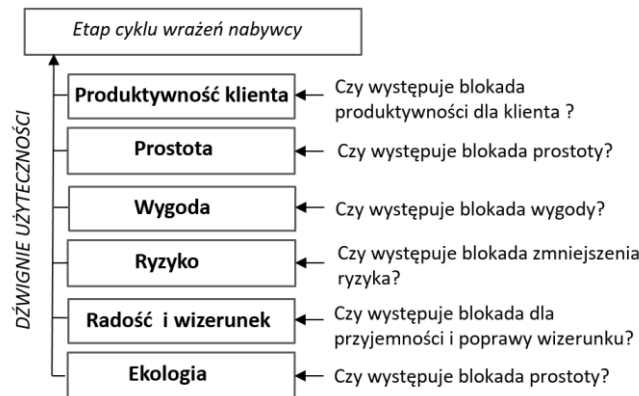 Etap cyklu wrażeń nabywcy
DŹWIGNIE UŻYTECZNOŚCI
Produktywność klienta
Czy występuje blokada
produktywności dla klienta ?
Prostota
Czy występuje blokada prostoty?
Wygoda
Czy występuje blokada wygody?
Ryzyko
Czy występuje blokada zmniejszenia
ryzyka?
Radość i wizerunek
Czy występuje blokada dla
przyjemności i poprawy wizerunku?
Ekologia
Czy występuje blokada prostoty?